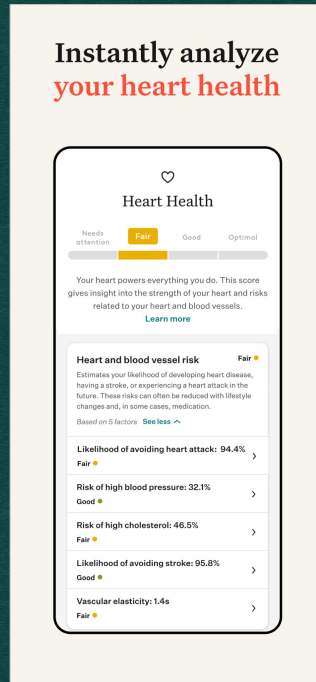 Instantly analyze
your heart health
Heart Health
Needs
attention
Fair
Good
Optimal
Your heart powers everything you do. This score
gives insight into the strength of your heart and risks
related to your heart and blood vessels.
Learn more
Heart and blood vessel risk
Fair
Estimates your likelihood of developing heart disease,
having a stroke, or experiencing a heart attack in the
future. These risks can often be reduced with lifestyle
changes and, in some cases, medication.
Based on 5 factors See less
Likelihood of avoiding heart attack: 94.4%
Fair
Risk of high blood pressure: 32.1%
Good
Risk of high cholesterol: 46.5%
Fair
Likelihood of avoiding stroke: 95.8%
Good
Vascular elasticity: 1.4s
Fair